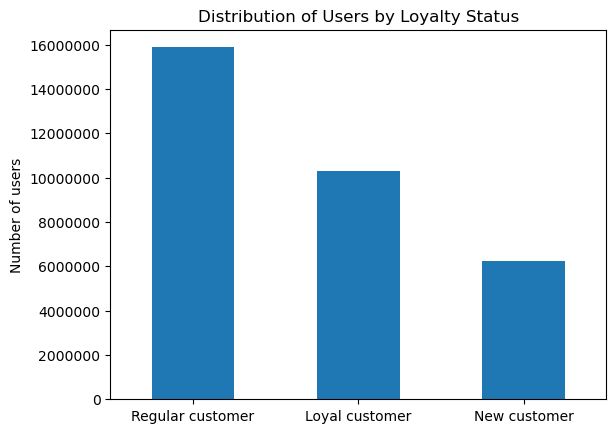 Distribution of Users by Loyalty Status
Number of users
16000000
14000000
12000000
10000000
8000000
6000000
4000000
2000000
0
Regular customer
Loyal customer
New customer